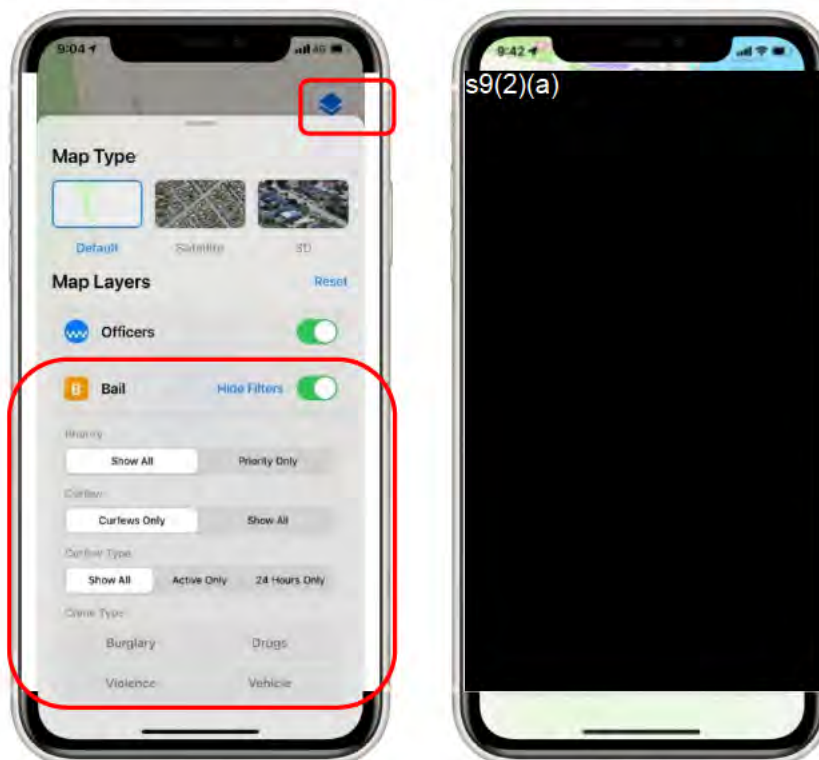 9:04
4G
Map Type
Default Satellite 3D
Map Layers Reset
Officers
B Bail Hide Filters
Priority
Show All Priority Only
Curfew
Curfews Only Show All
Curfew Type
Show All Active Only 24 Hours Only
Crime Type
Burglary Drugs
Violence Vehicle
9:42
s9(2)(a)